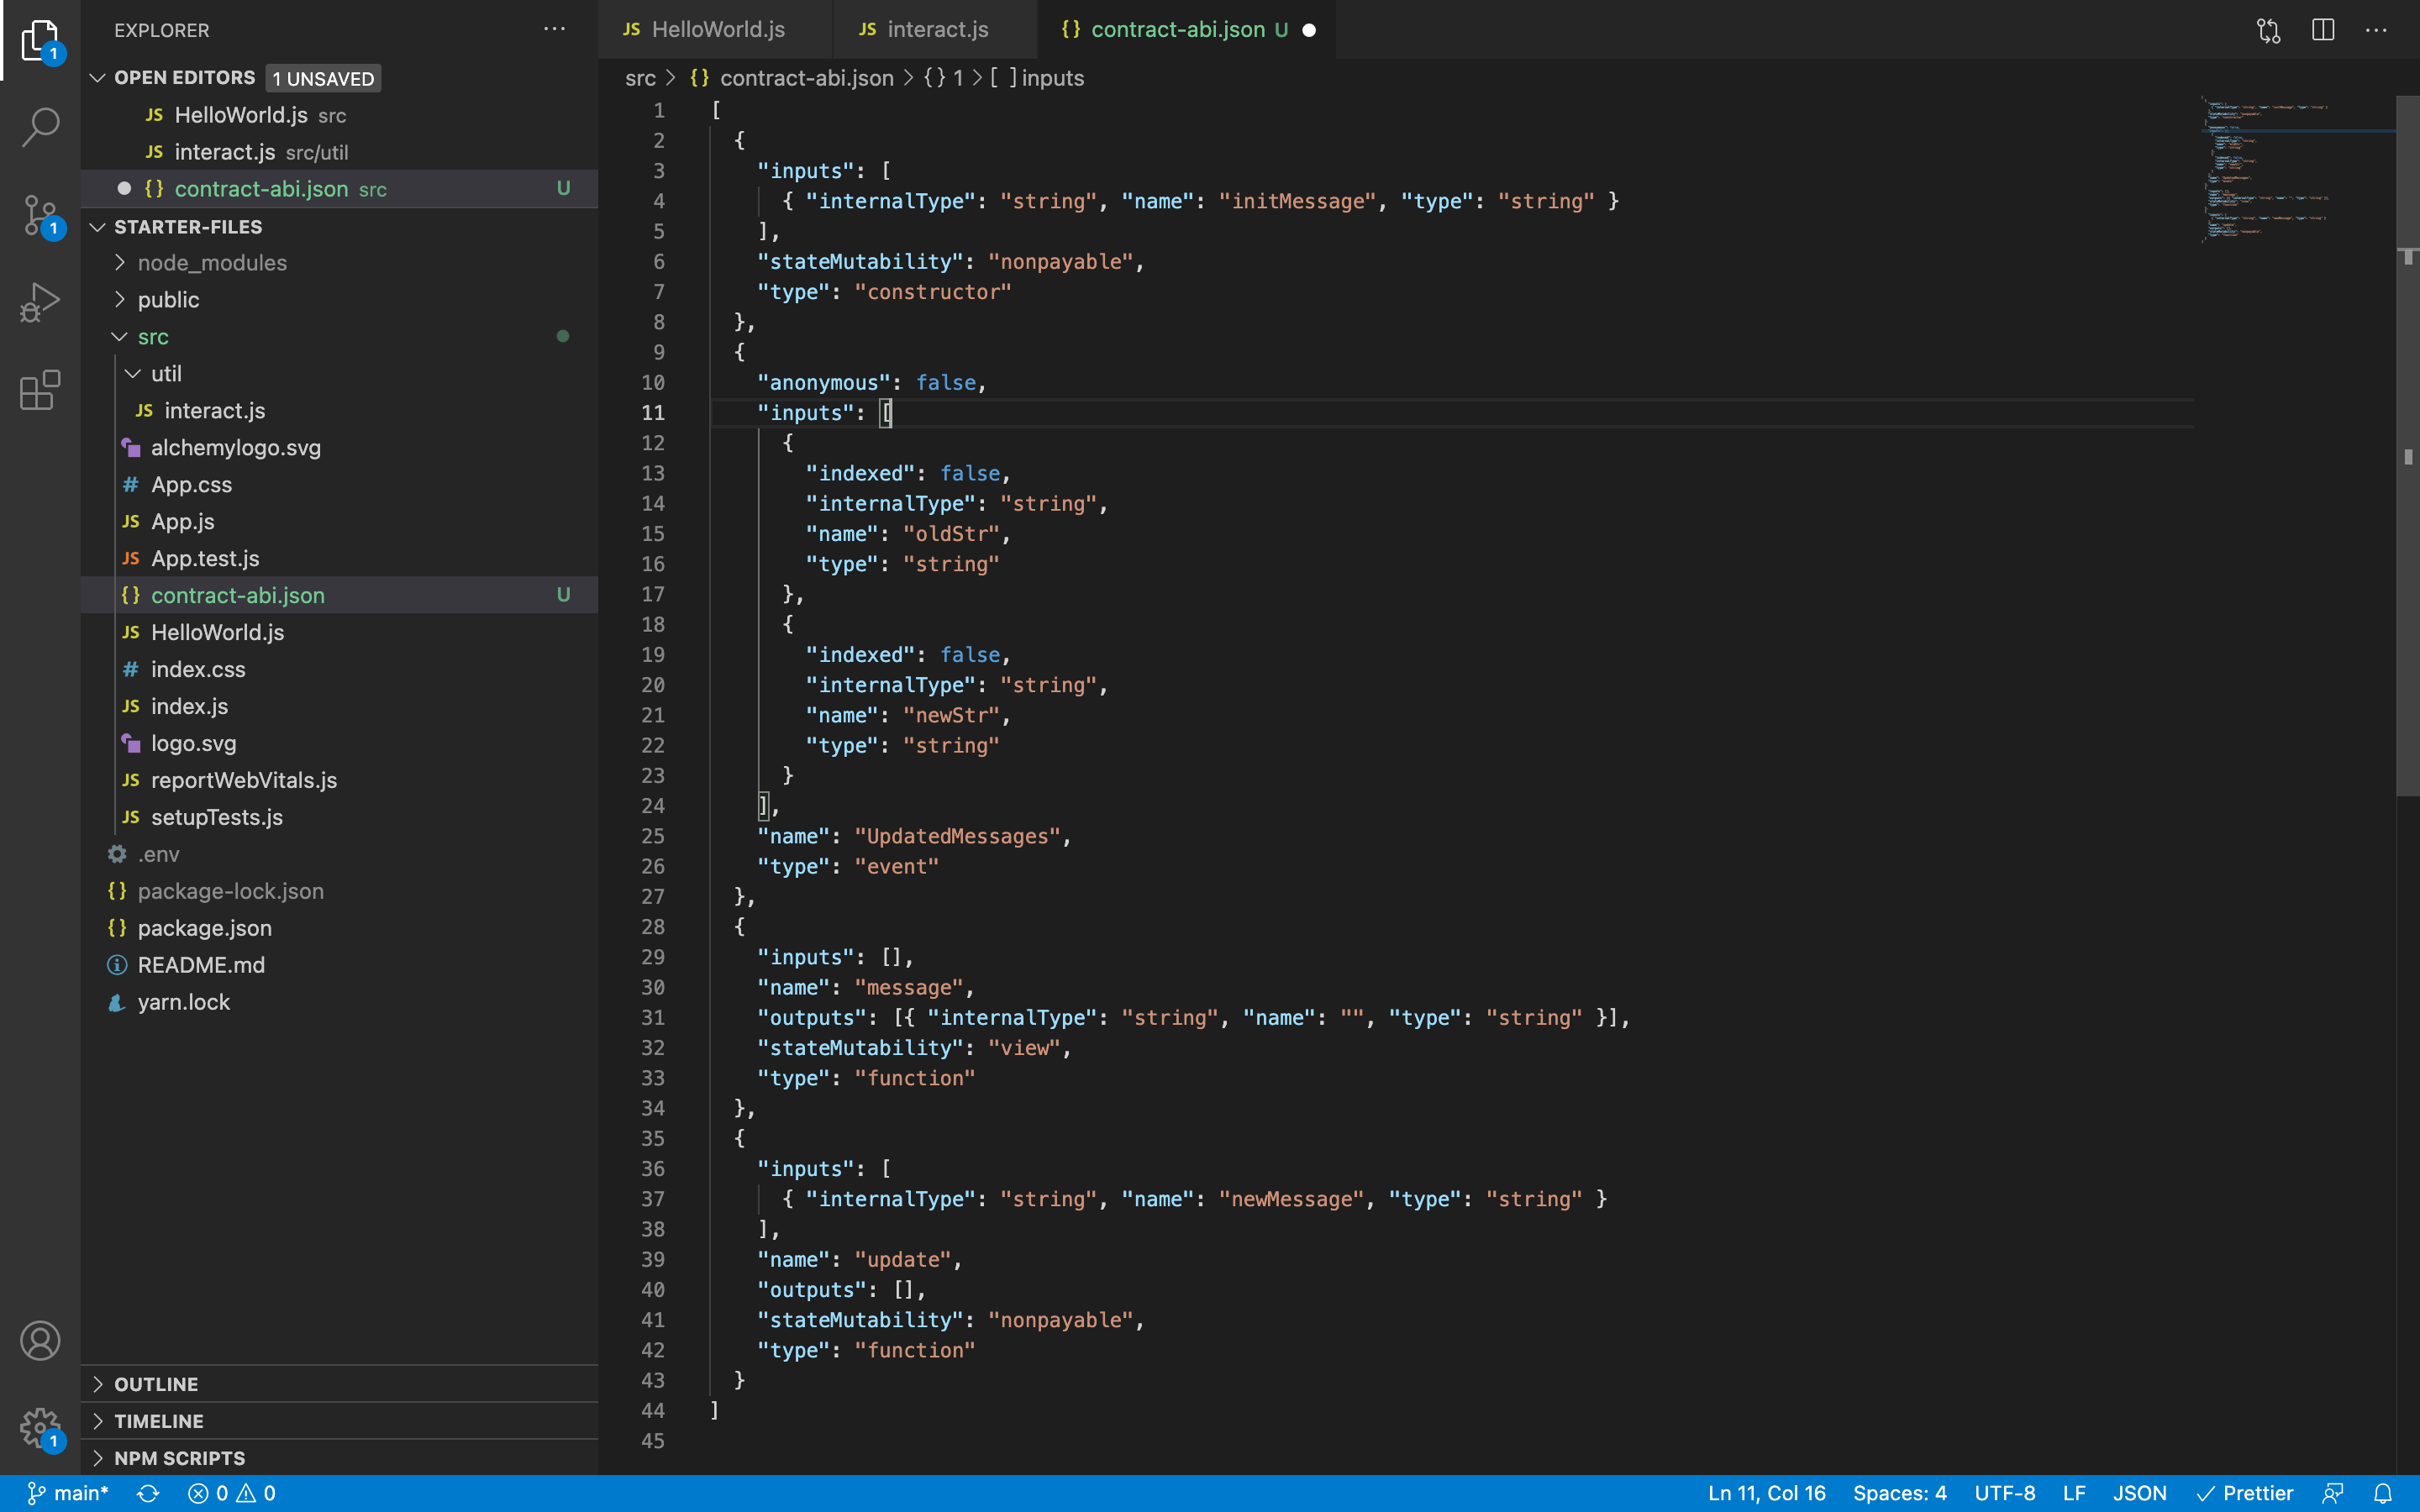 EXPLORER
OPEN EDITORS 1 UNSAVED
JS HelloWorld.js src
JS interact.js src/util
{} contract-abi.json src U
STARTER-FILES
node_modules
public
src
util
JS interact.js
alchemylogo.svg
# App.css
JS App.js
JS App.test.js
{} contract-abi.json U
JS HelloWorld.js
# index.css
JS index.js
logo.svg
JS reportWebVitals.js
JS setupTests.js
.env
{} package-lock.json
{} package.json
README.md
yarn.lock
OUTLINE
TIMELINE
NPM SCRIPTS
1
1
1
JS HelloWorld.js JS interact.js {} contract-abi.json U
src > {} contract-abi.json > {} 1 > [ ] inputs
1 [
2 {
3 "inputs": [
4 { "internalType": "string", "name": "initMessage", "type": "string" }
5 ],
6 "stateMutability": "nonpayable",
7 "type": "constructor"
8 },
9 {
10 "anonymous": false,
11 "inputs": [
12 {
13 "indexed": false,
14 "internalType": "string",
15 "name": "oldStr",
16 "type": "string"
17 },
18 {
19 "indexed": false,
20 "internalType": "string",
21 "name": "newStr",
22 "type": "string"
23 }
24 ],
25 "name": "UpdatedMessages",
26 "type": "event"
27 },
28 {
29 "inputs": [],
30 "name": "message",
31 "outputs": [{ "internalType": "string", "name": "", "type": "string" }],
32 "stateMutability": "view",
33 "type": "function"
34 },
35 {
36 "inputs": [
37 { "internalType": "string", "name": "newMessage", "type": "string" }
38 ],
39 "name": "update",
40 "outputs": [],
41 "stateMutability": "nonpayable",
42 "type": "function"
43 }
44 ]
45
main* 0 0 Ln 11, Col 16 Spaces: 4 UTF-8 LF JSON Prettier